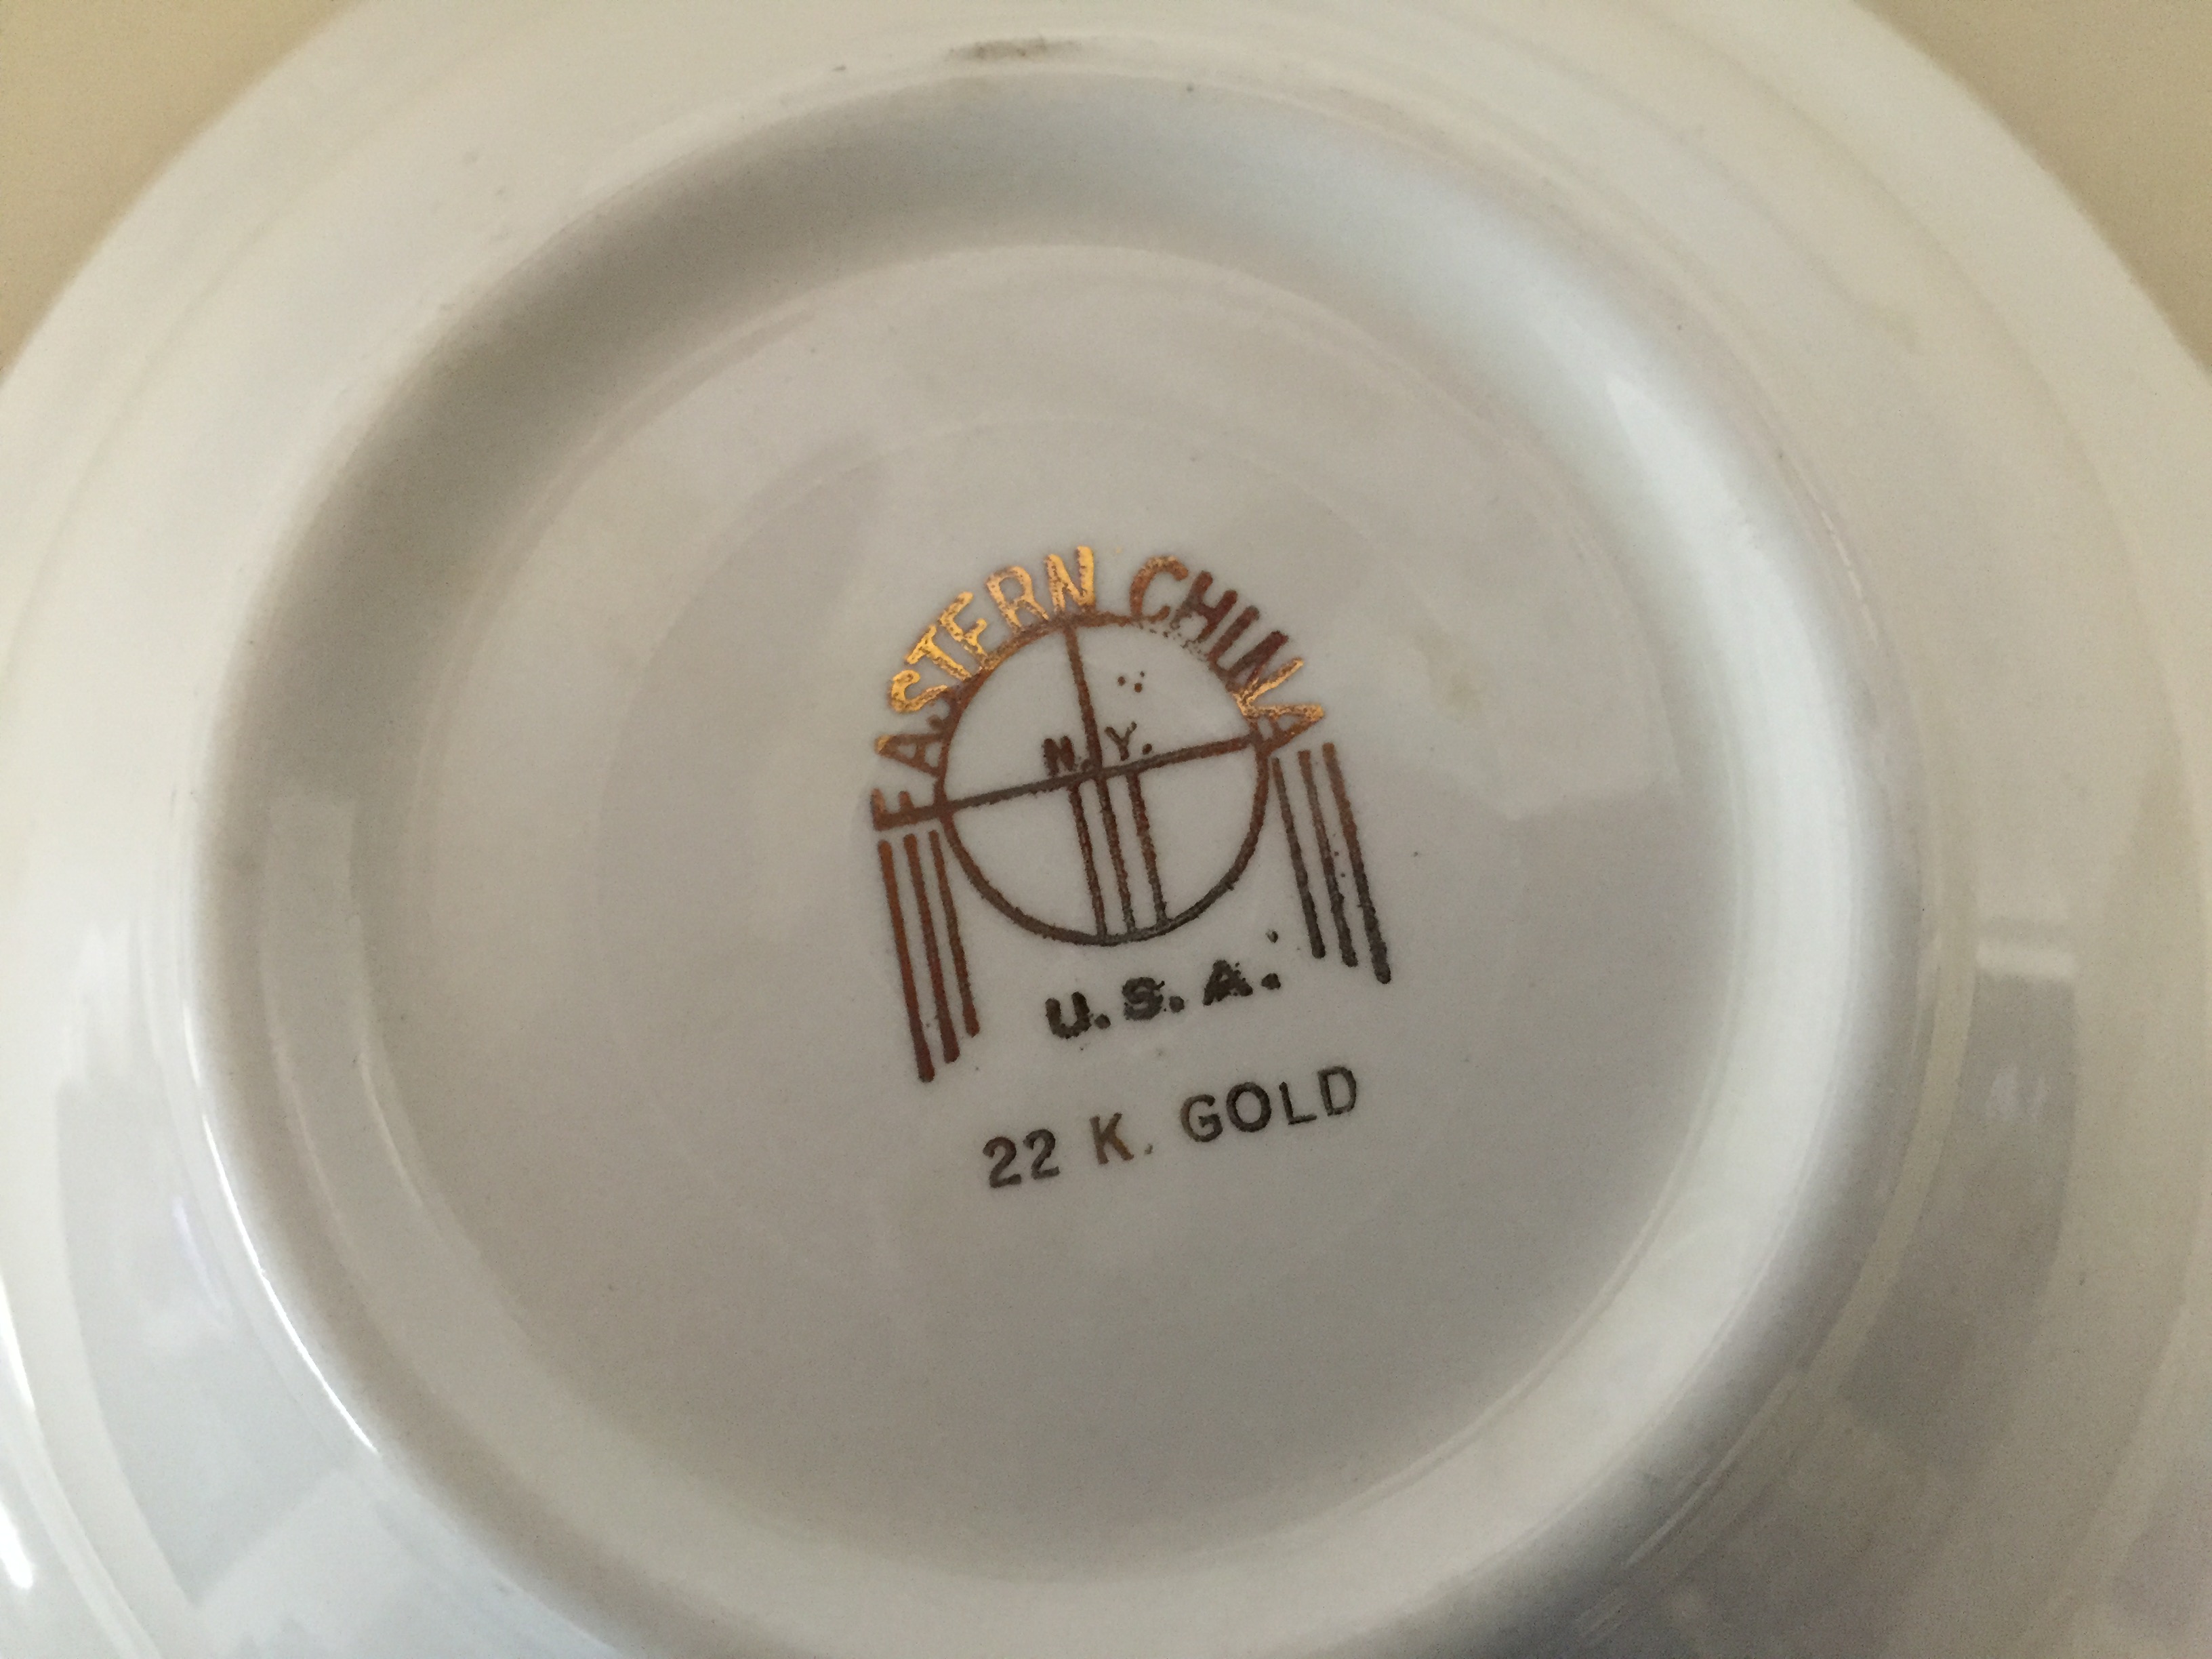 EASTERN CHINA
N.Y.
U.S.A.
22 K. GOLD